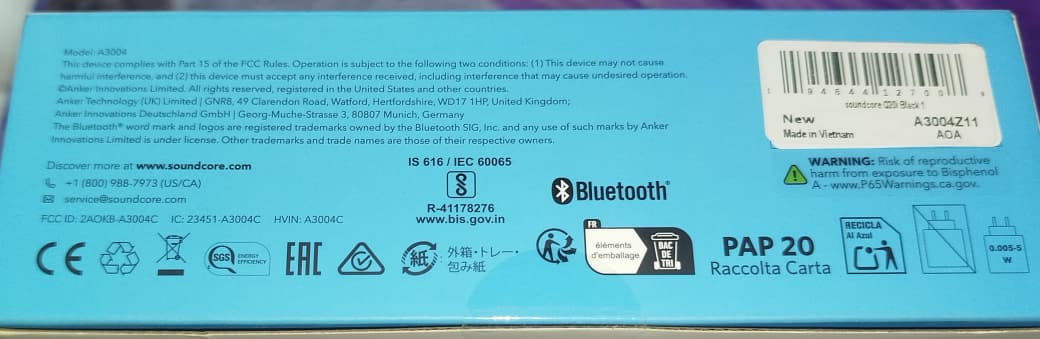 Model: A3004
This device complies with Part 15 of the FCC Rules. Operation is subject to the following two conditions: (1) This device may not cause
harmful interference, and (2) this device must accept any interference received, including interference that may cause undesired operation.
©Anker Innovations Limited. All rights reserved, registered in the United States and other countries.
Anker Technology (UK) Limited | GNR8, 49 Clarendon Road, Watford, Hertfordshire, WD17 1HP, United Kingdom;
Anker Innovations Deutschland GmbH | Georg-Muche-Strasse 3, 80807 Munich, Germany
The Bluetooth® word mark and logos are registered trademarks owned by the Bluetooth SIG, Inc. and any use of such marks by Anker
Innovations Limited is under license. Other trademarks and trade names are those of their respective owners.
1 94644 12700
soundcore Q20i Black 1
New A3004Z11
Made in Vietnam AOA
Discover more at www.soundcore.com
+1 (800) 988-7973 (US/CA)
service@soundcore.com
FCC ID: 2AOKB-A3004C IC: 23451-A3004C HVIN: A3004C
IS 616 / IEC 60065
R-41178276
www.bis.gov.in
Bluetooth®
WARNING: Risk of reproductive
harm from exposure to Bisphenol
A - www.P65Warnings.ca.gov.
CE
SGS ENERGY
EFFICIENCY
EAC
紙
外箱・トレー・
包み紙
FR
éléments
d'emballage
BAC
DE
TRI
PAP 20
Raccolta Carta
RECICLA
Al Azul
0.005-5
W